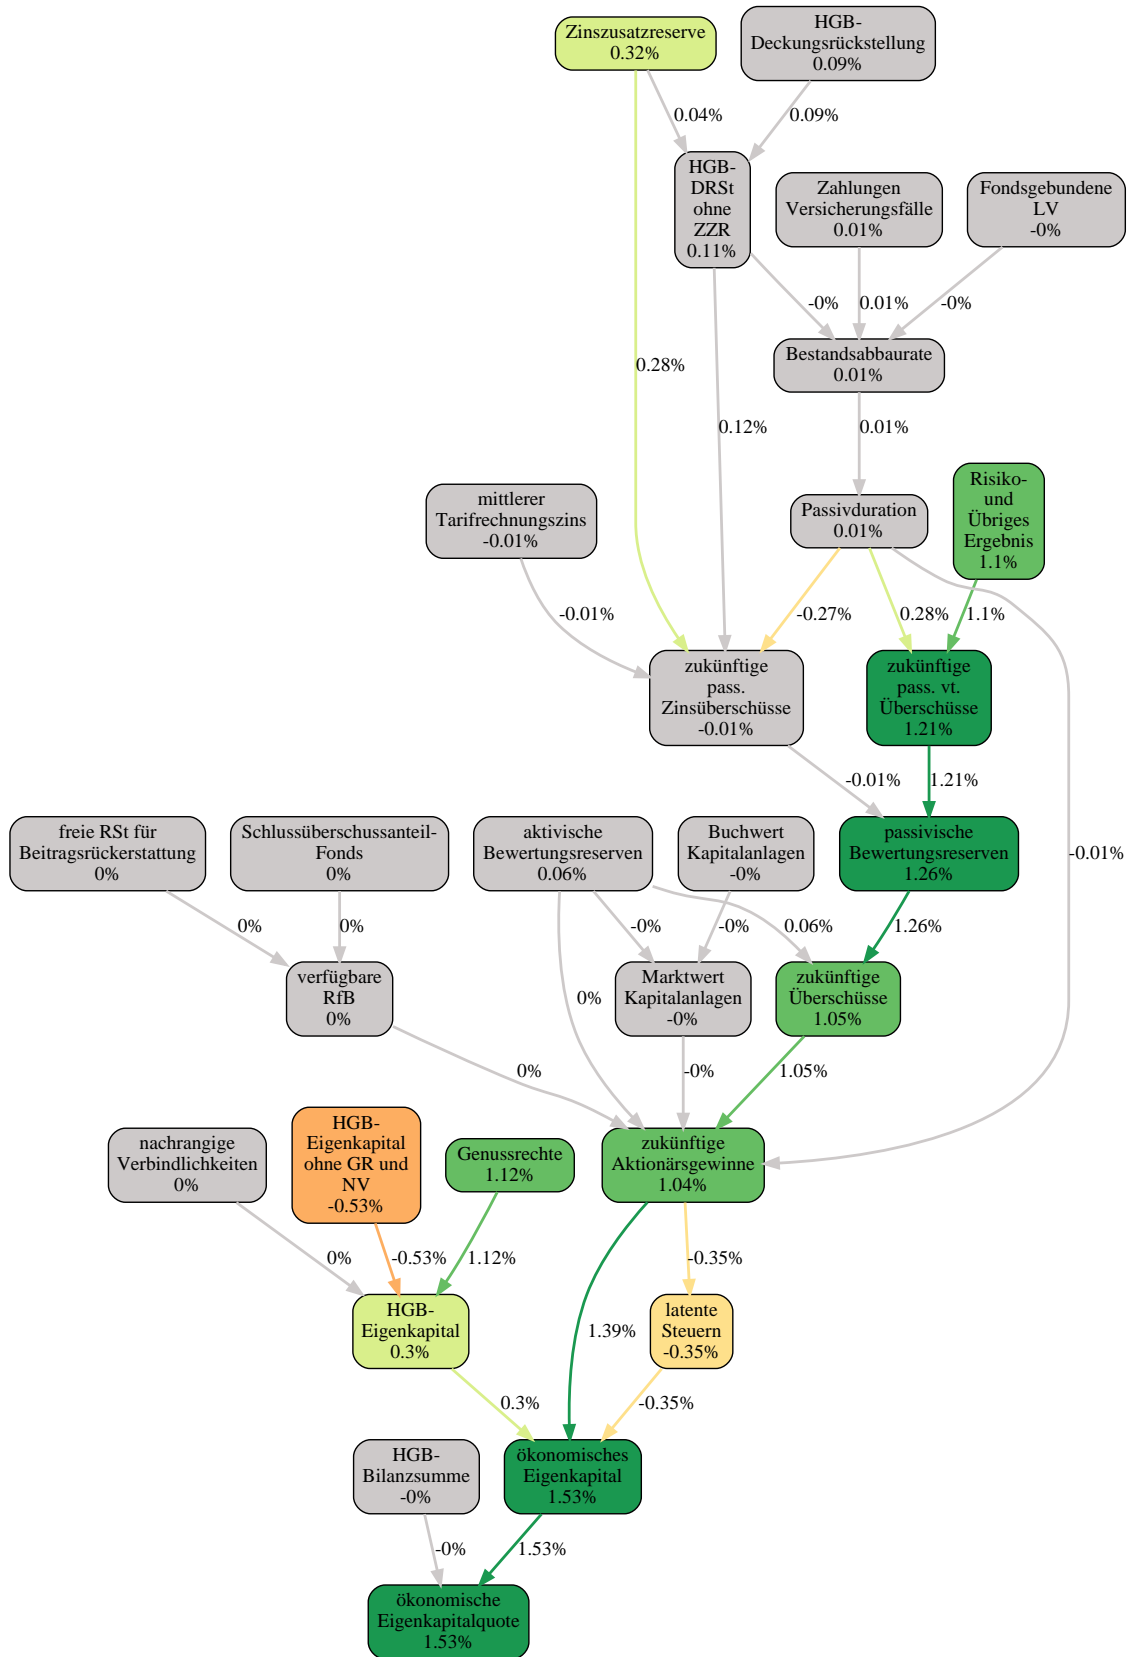 Zinszusatzreserve
0.32%
HGB-
Deckungsrückstellung
0.09%
0.04%
0.09%
HGB-
DRSt
ohne
ZZR
0.11%
Zahlungen
Versicherungsfälle
0.01%
Fondsgebundene
LV
-0%
-0%
0.01%
-0%
Bestandsabbaurate
0.01%
0.28%
0.12%
0.01%
mittlerer
Tarifrechnungszins
-0.01%
Passivduration
0.01%
Risiko-
und
Übriges
Ergebnis
1.1%
-0.01%
-0.27%
0.28%
1.1%
zukünftige
pass.
Zinsüberschüsse
-0.01%
zukünftige
pass. vt.
Überschüsse
1.21%
-0.01%
1.21%
freie RSt für
Beitragsrückerstattung
0%
Schlussüberschussanteil-
Fonds
0%
aktivische
Bewertungsreserven
0.06%
Buchwert
Kapitalanlagen
-0%
passivische
Bewertungsreserven
1.26%
-0.01%
0%
0%
-0%
-0%
0.06%
1.26%
verfügbare
RfB
0%
0%
Marktwert
Kapitalanlagen
-0%
zukünftige
Überschüsse
1.05%
0%
-0%
1.05%
nachrangige
Verbindlichkeiten
0%
HGB-
Eigenkapital
ohne GR und
NV
-0.53%
Genussrechte
1.12%
zukünftige
Aktionärsgewinne
1.04%
0%
-0.53%
1.12%
-0.35%
HGB-
Eigenkapital
0.3%
1.39%
latente
Steuern
-0.35%
0.3%
-0.35%
HGB-
Bilanzsumme
-0%
ökonomisches
Eigenkapital
1.53%
-0%
1.53%
ökonomische
Eigenkapitalquote
1.53%